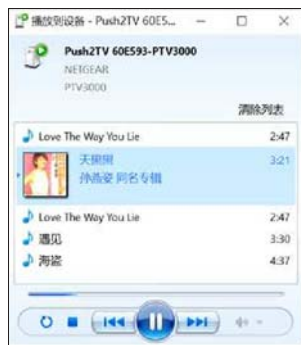 播放到设备 - Push2TV 60E5...
Push2TV 60E593-PTV3000
NETGEAR
PTV3000
清除列表
Love The Way You Lie 2:47
天黑黑 3:21
孙燕姿 同名专辑
Love The Way You Lie 2:47
遇见 3:30
海盗 4:37